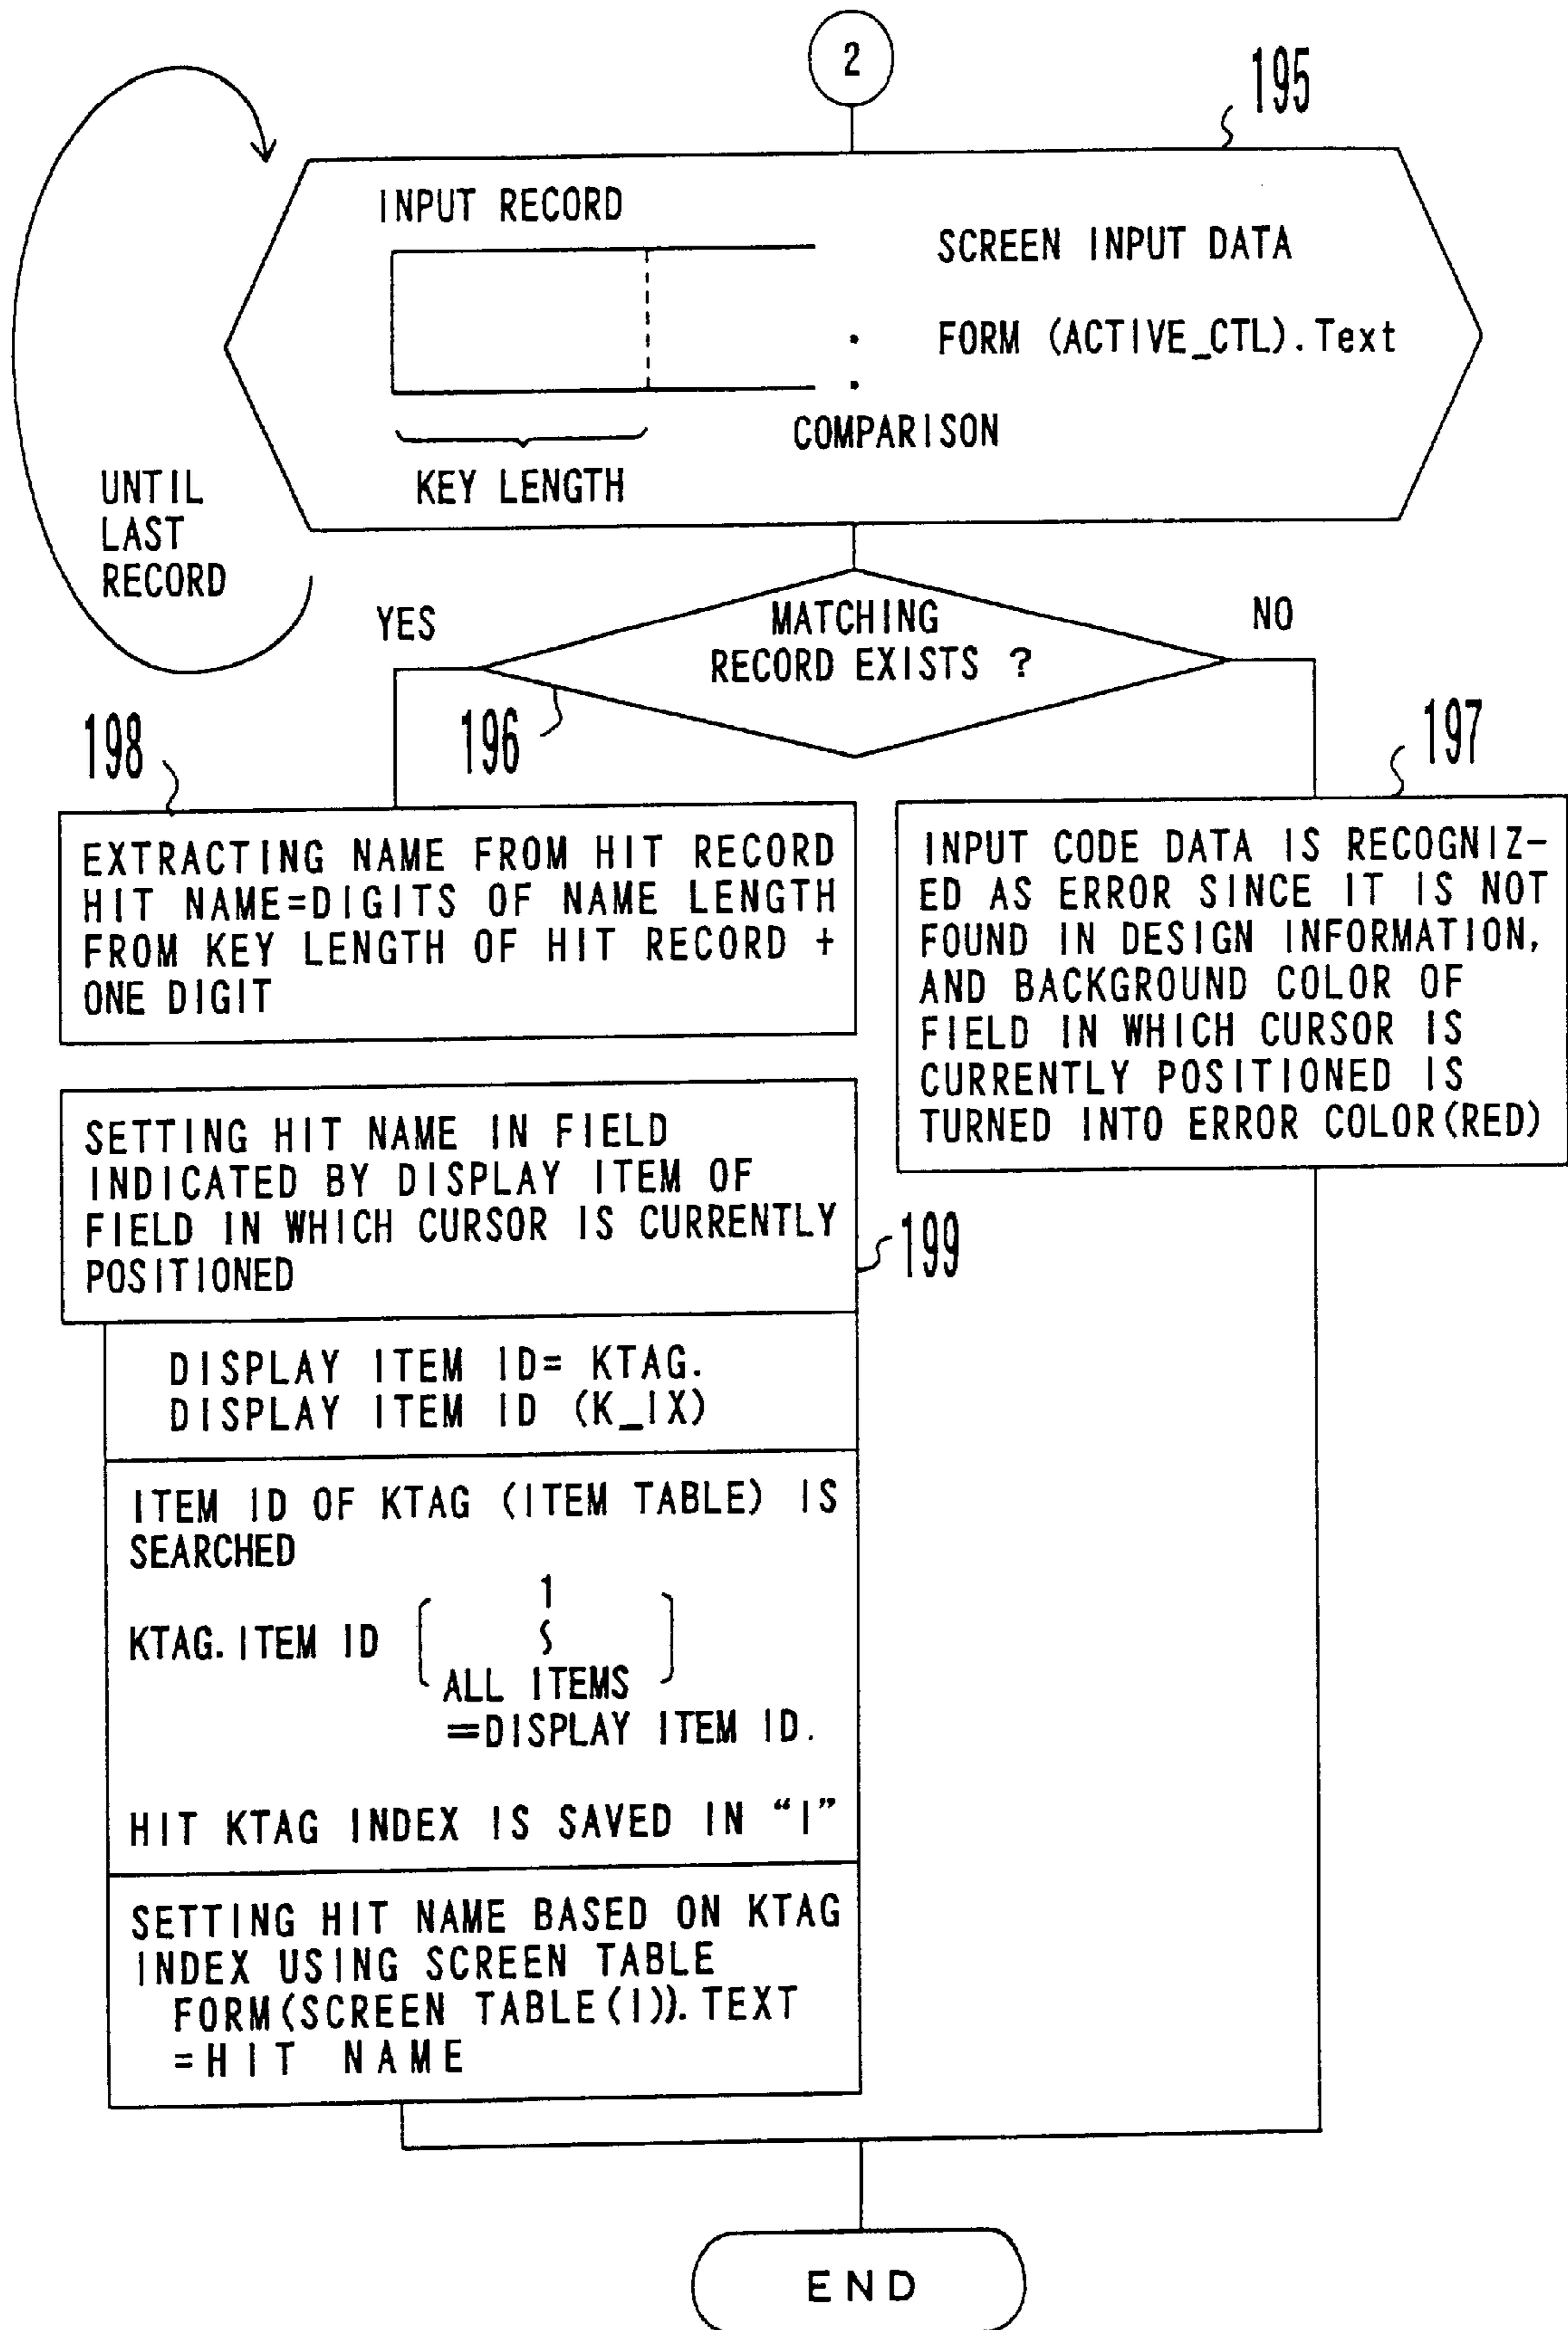 2
195
INPUT RECORD
SCREEN INPUT DATA
: FORM (ACTIVE_CTL).Text
COMPARISON
KEY LENGTH
UNTIL
LAST
RECORD
YES
MATCHING
RECORD EXISTS ?
NO
196
198
197
EXTRACTING NAME FROM HIT RECORD
HIT NAME=DIGITS OF NAME LENGTH
FROM KEY LENGTH OF HIT RECORD +
ONE DIGIT
INPUT CODE DATA IS RECOGNIZ-
ED AS ERROR SINCE IT IS NOT
FOUND IN DESIGN INFORMATION,
AND BACKGROUND COLOR OF
FIELD IN WHICH CURSOR IS
CURRENTLY POSITIONED IS
TURNED INTO ERROR COLOR(RED)
SETTING HIT NAME IN FIELD
INDICATED BY DISPLAY ITEM OF
FIELD IN WHICH CURSOR IS CURRENTLY
POSITIONED
199
DISPLAY ITEM ID= KTAG.
DISPLAY ITEM ID (K_IX)
ITEM ID OF KTAG (ITEM TABLE) IS
SEARCHED
1
KTAG.ITEM ID [ ∫ ]
ALL ITEMS
=DISPLAY ITEM ID.
HIT KTAG INDEX IS SAVED IN “I”
SETTING HIT NAME BASED ON KTAG
INDEX USING SCREEN TABLE
FORM(SCREEN TABLE(I)).TEXT
=HIT NAME
END